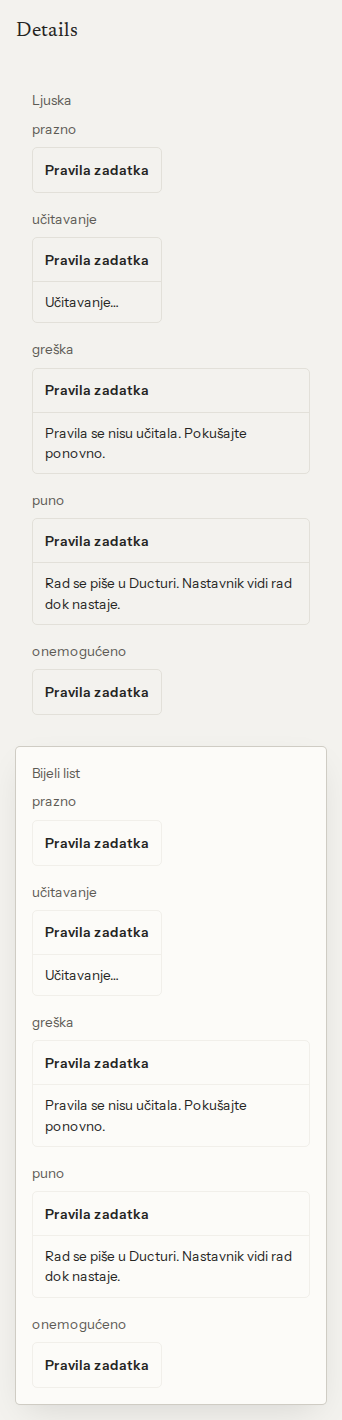 Details
Ljuska
prazno
Pravila zadatka
učitavanje
Pravila zadatka
Učitavanje…
greška
Pravila zadatka
Pravila se nisu učitala. Pokušajte
ponovno.
puno
Pravila zadatka
Rad se piše u Ducturi. Nastavnik vidi rad
dok nastaje.
onemogućeno
Pravila zadatka
Bijeli list
prazno
Pravila zadatka
učitavanje
Pravila zadatka
Učitavanje…
greška
Pravila zadatka
Pravila se nisu učitala. Pokušajte
ponovno.
puno
Pravila zadatka
Rad se piše u Ducturi. Nastavnik vidi rad
dok nastaje.
onemogućeno
Pravila zadatka